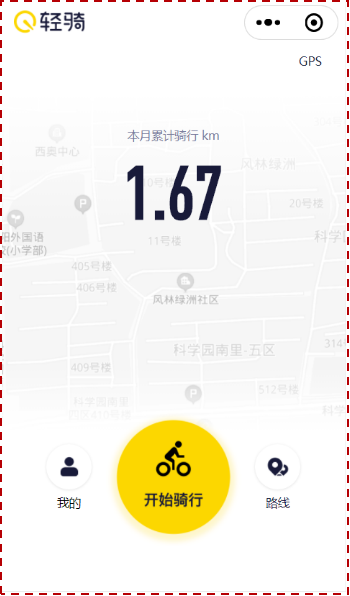 轻骑
GPS
本月累计骑行 km
1.67
西奥中心
风林绿洲
10号楼
20号楼
P
阳外国语
(小学部)
11号楼
科学
405号楼
406号楼
风林绿洲社区
314
科学园南里-五区
409号楼
512号楼
P
科学园南里
科
开始骑行
我的
路线